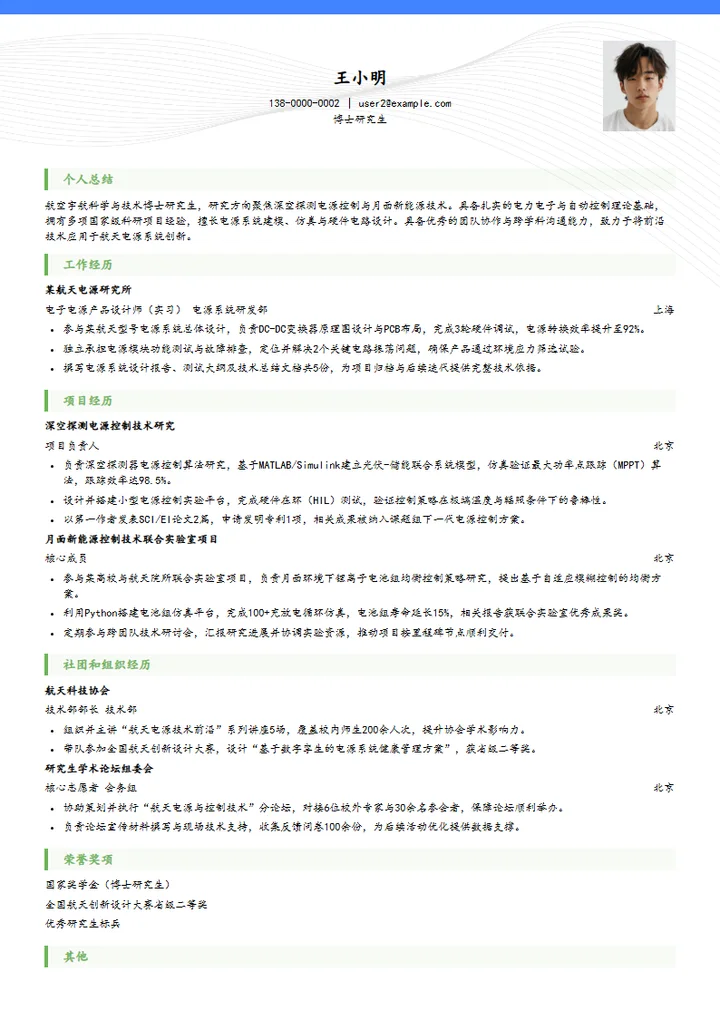 王小明
138-0000-0002 | user2@example.com
博士研究生
个人总结
航空宇航科学与技术博士研究生，研究方向聚焦深空探测电源控制与月面新能源技术。具备扎实的电力电子与自动控制理论基础，
拥有多项国家级科研项目经验，擅长电源系统建模、仿真与硬件电路设计。具备优秀的团队协作与跨学科沟通能力，致力于将前沿
技术应用于航天电源系统创新。
工作经历
某航天电源研究所
电子电源产品设计师（实习） 电源系统研发部 上海
• 参与某航天型号电源系统总体设计，负责DC-DC变换器原理图设计与PCB布局，完成3轮硬件调试，电源转换效率提升至92%。
• 独立承担电源模块功能测试与故障排查，定位并解决2个关键电路振荡问题，确保产品通过环境应力筛选试验。
• 撰写电源系统设计报告、测试大纲及技术总结文档共5份，为项目归档与后续迭代提供完整技术依据。
项目经历
深空探测电源控制技术研究
项目负责人 北京
• 负责深空探测器电源控制算法研究，基于MATLAB/Simulink建立光伏-储能联合系统模型，仿真验证最大功率点跟踪（MPPT）算
法，跟踪效率达98.5%。
• 设计并搭建小型电源控制实验平台，完成硬件在环（HIL）测试，验证控制策略在极端温度与辐照条件下的鲁棒性。
• 以第一作者发表SCI/EI论文2篇，申请发明专利1项，相关成果被纳入课题组下一代电源控制方案。
月面新能源控制技术联合实验室项目
核心成员 北京
• 参与某高校与航天院所联合实验室项目，负责月面环境下锂离子电池组均衡控制策略研究，提出基于自适应模糊控制的均衡方
案。
• 利用Python搭建电池组仿真平台，完成100+充放电循环仿真，电池组寿命延长15%，相关报告获联合实验室优秀成果奖。
• 定期参与跨团队技术研讨会，汇报研究进展并协调实验资源，推动项目按里程碑节点顺利交付。
社团和组织经历
航天科技协会
技术部部长 技术部 北京
• 组织并主讲“航天电源技术前沿”系列讲座5场，覆盖校内师生200余人次，提升协会学术影响力。
• 带队参加全国航天创新设计大赛，设计“基于数字孪生的电源系统健康管理方案”，获省级二等奖。
研究生学术论坛组委会
核心志愿者 会务组 北京
• 协助策划并执行“航天电源与控制技术”分论坛，对接6位校外专家与30余名参会者，保障论坛顺利举办。
• 负责论坛宣传材料撰写与现场技术支持，收集反馈问卷100余份，为后续活动优化提供数据支撑。
荣誉奖项
国家奖学金（博士研究生）
全国航天创新设计大赛省级二等奖
优秀研究生标兵
其他